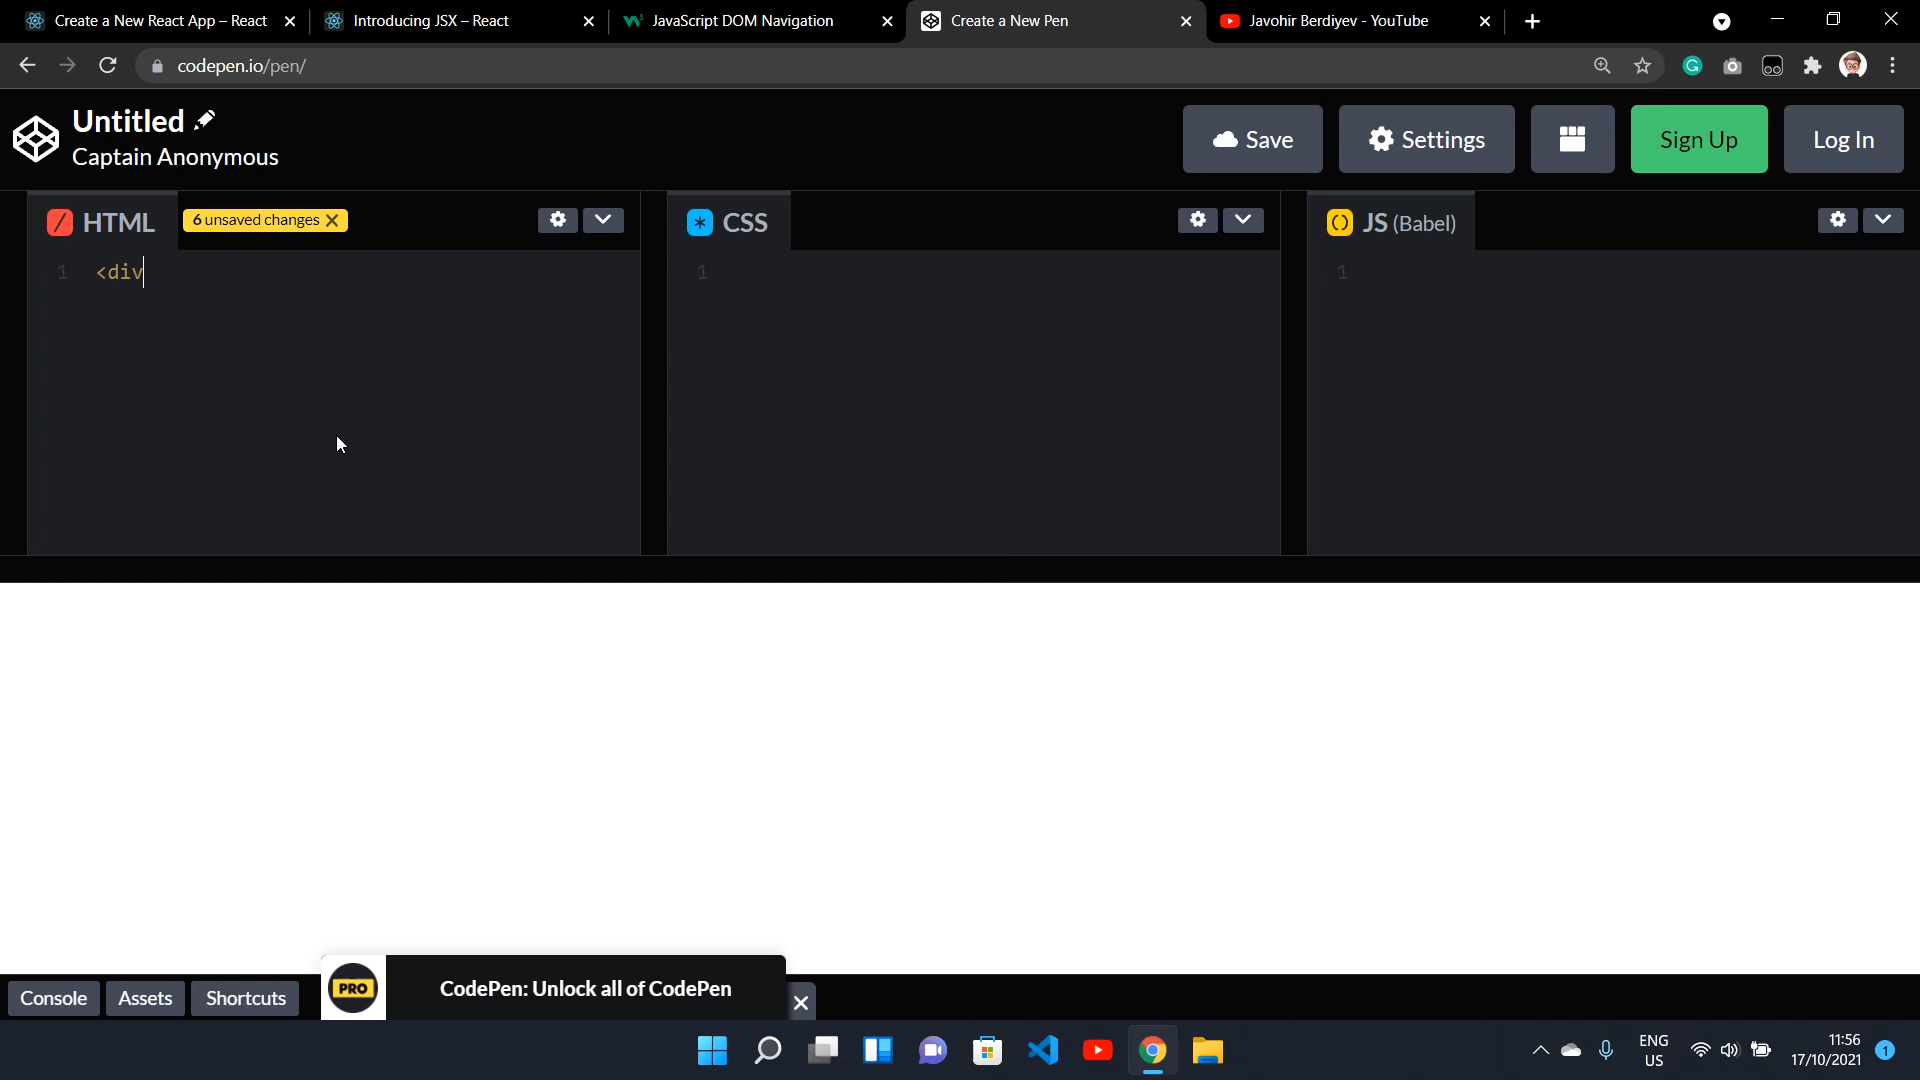 Create a New React App – React
Introducing JSX – React
JavaScript DOM Navigation
Create a New Pen
Javohir Berdiyev - YouTube
codepen.io/pen/
Untitled
Captain Anonymous
Save
Settings
Sign Up
Log In
HTML
6 unsaved changes
CSS
JS (Babel)
1 <div
1
1
PRO
CodePen: Unlock all of CodePen
Console
Assets
Shortcuts
ENG
US
11:56
17/10/2021
1